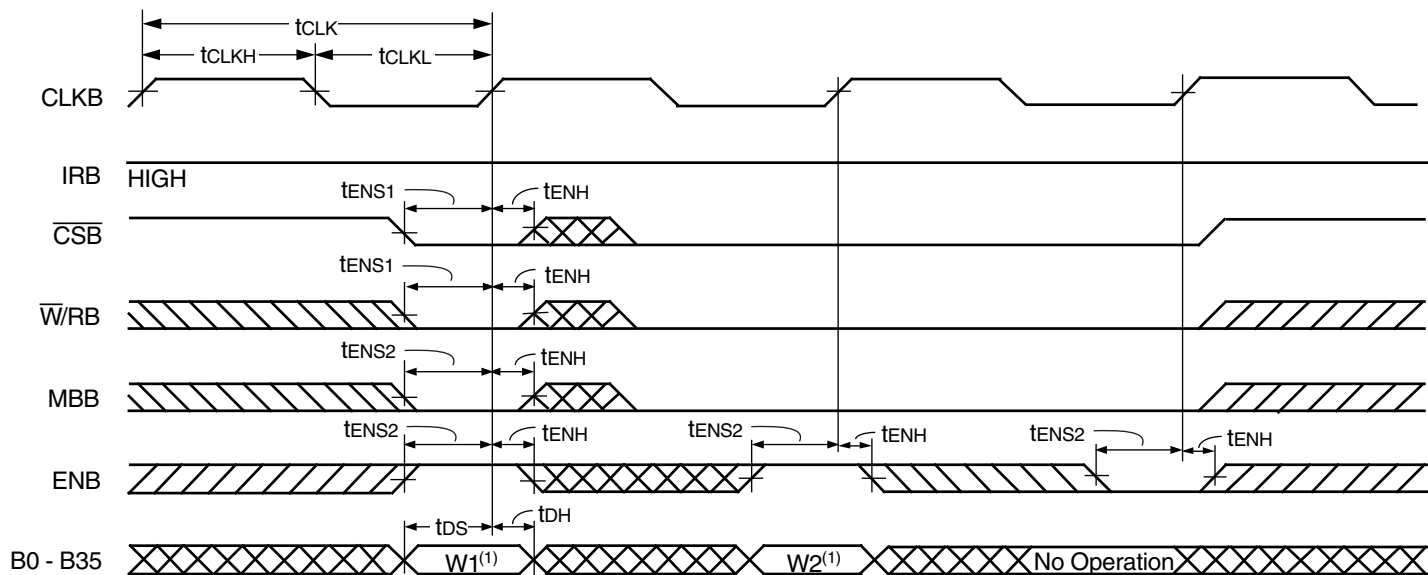 tCLK
tCLKH tCLKL
CLKB
IRB HIGH
tENS1 tENH
CSB
tENS1 tENH
W/RB
tENS2 tENH
MBB
tENS2 tENH tENS2 tENH tENS2 tENH
ENB
tDS tDH
B0 - B35 W1(1) W2(1) No Operation